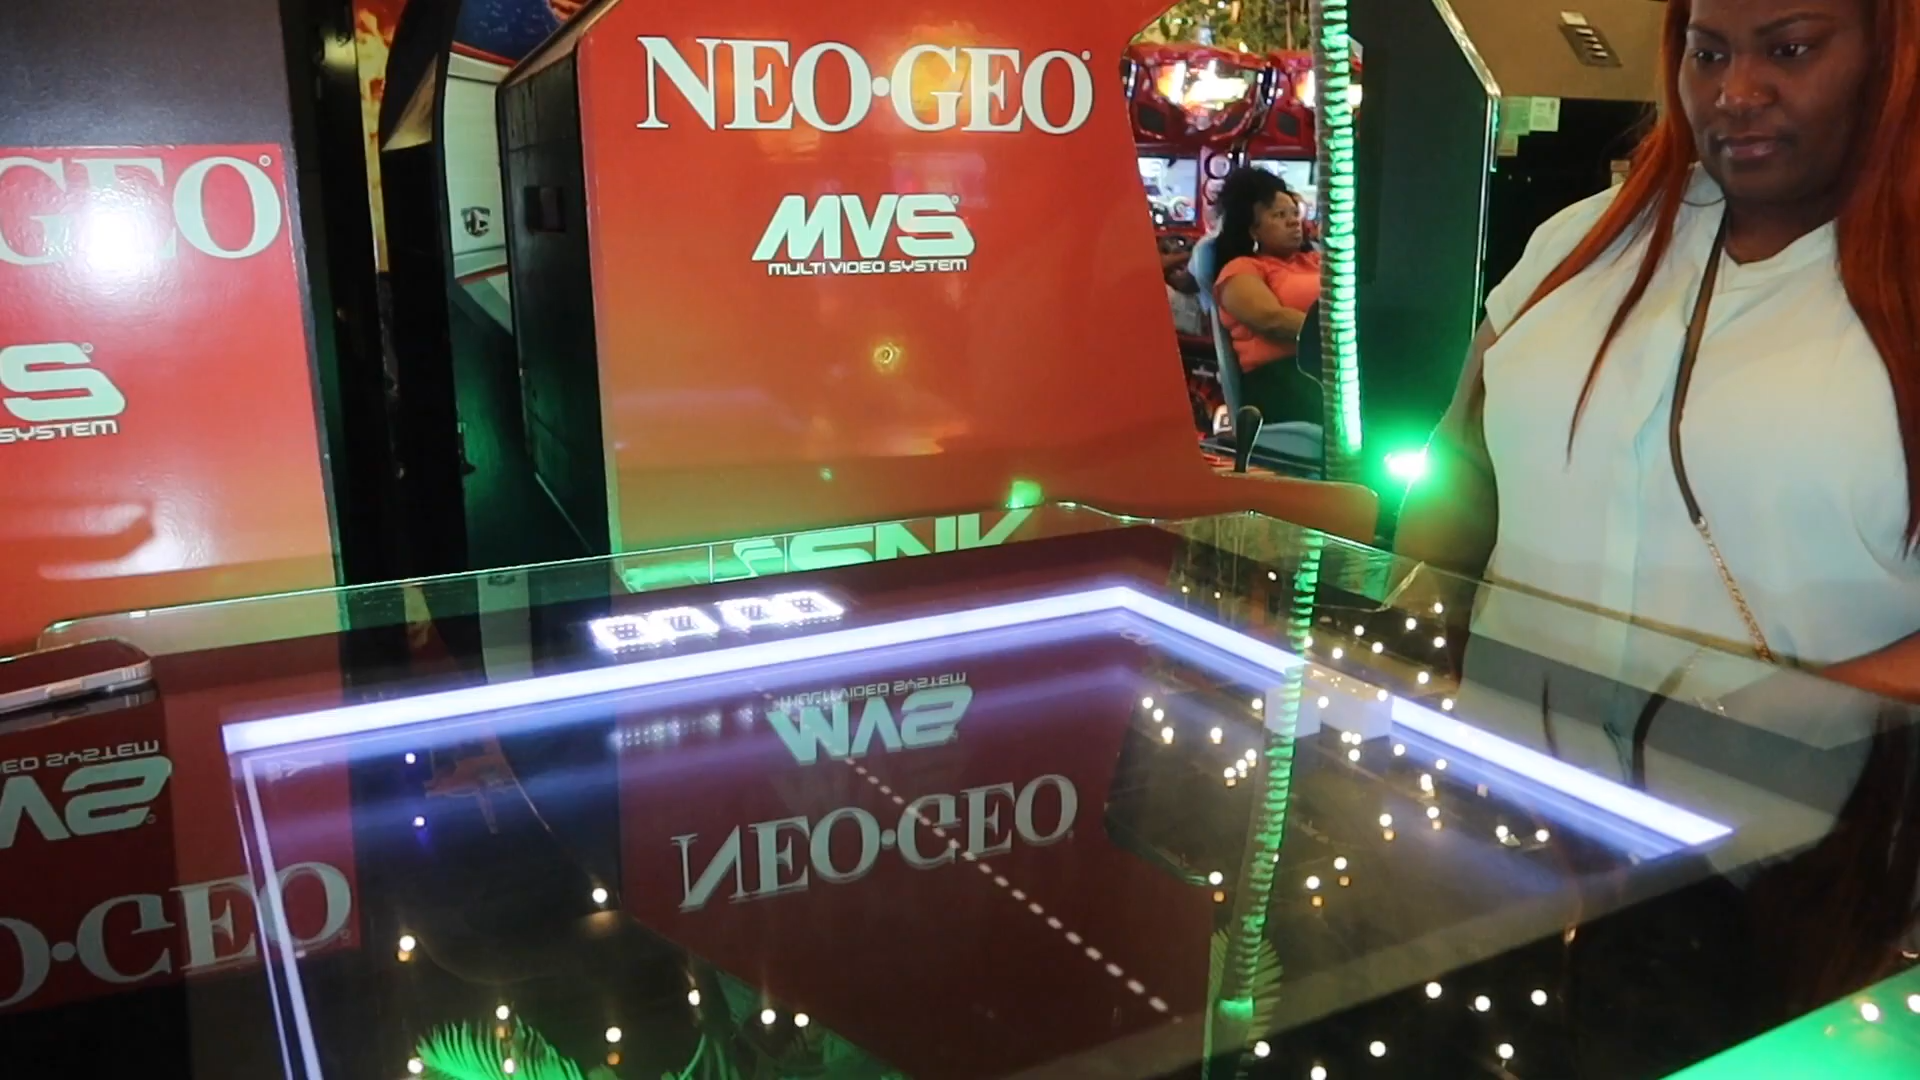 NEO•GEO
MVS
MULTI VIDEO SYSTEM
SNK
GEO
S
SYSTEM